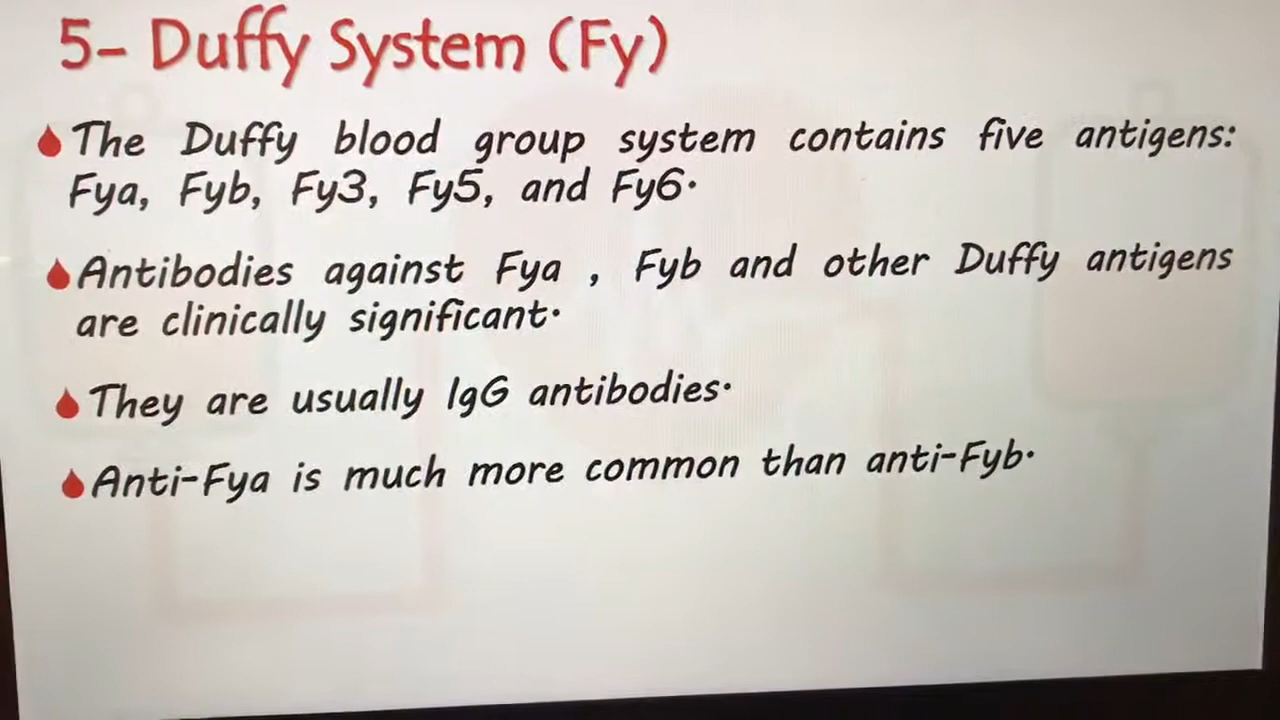 5- Duffy System (Fy)
The Duffy blood group system contains five antigens:
Fya, Fyb, Fy3, Fy5, and Fy6.
Antibodies against Fya , Fyb and other Duffy antigens
are clinically significant.
They are usually IgG antibodies.
Anti-Fya is much more common than anti-Fyb.